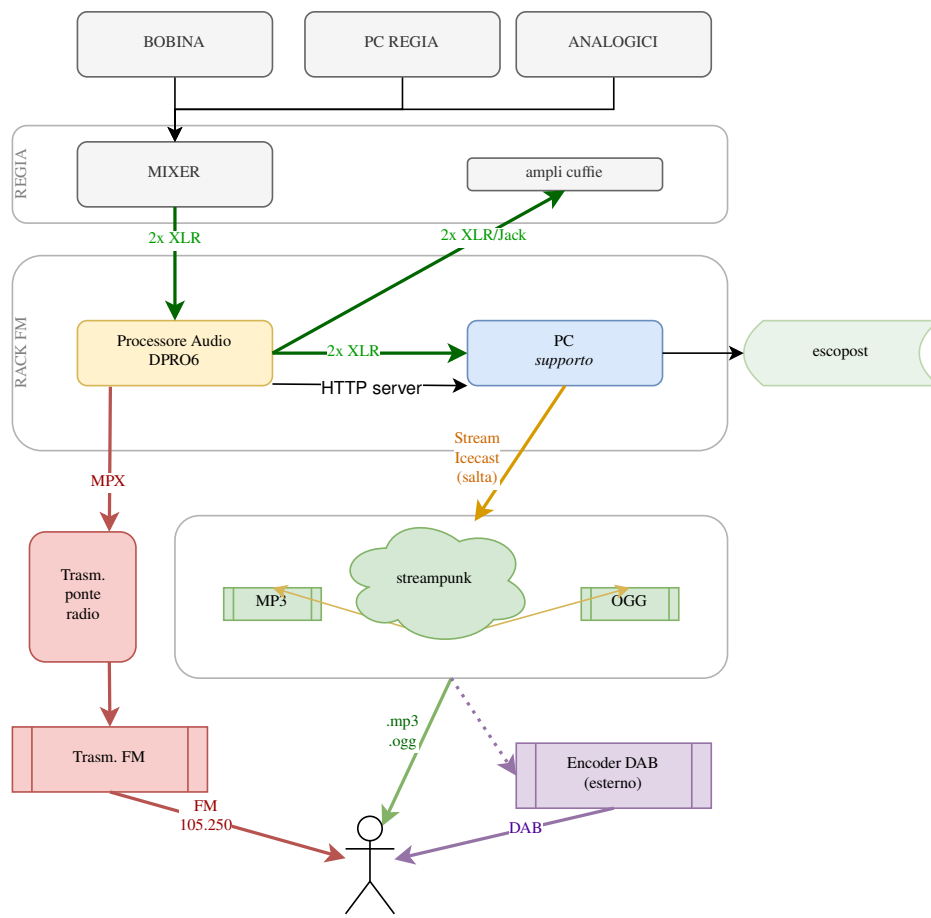 BOBINA
PC REGIA
ANALOGICI
REGIA
MIXER
ampli cuffie
2x XLR
2x XLR/Jack
RACK FM
Processore Audio
DPRO6
2x XLR
HTTP server
PC
supporto
escopost
Stream
Icecast
(salta)
MPX
Trasm.
ponte
radio
streampunk
MP3
OGG
.mp3
.ogg
Trasm. FM
Encoder DAB
(esterno)
FM
105.250
DAB